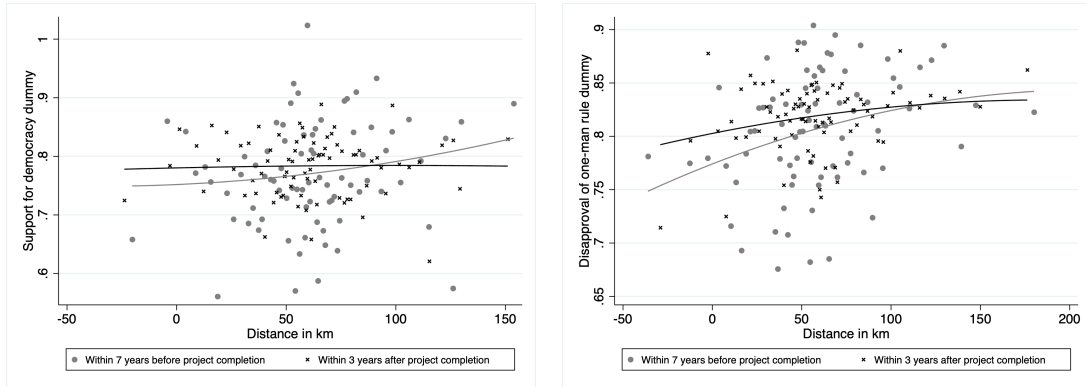 Support for democracy dummy
1
.9
.8
.7
.6
-50 0 50 100 150
Distance in km
Within 7 years before project completion Within 3 years after project completion
Disapproval of one-man rule dummy
.9
.85
.8
.75
.7
.65
-50 0 50 100 150 200
Distance in km
Within 7 years before project completion Within 3 years after project completion